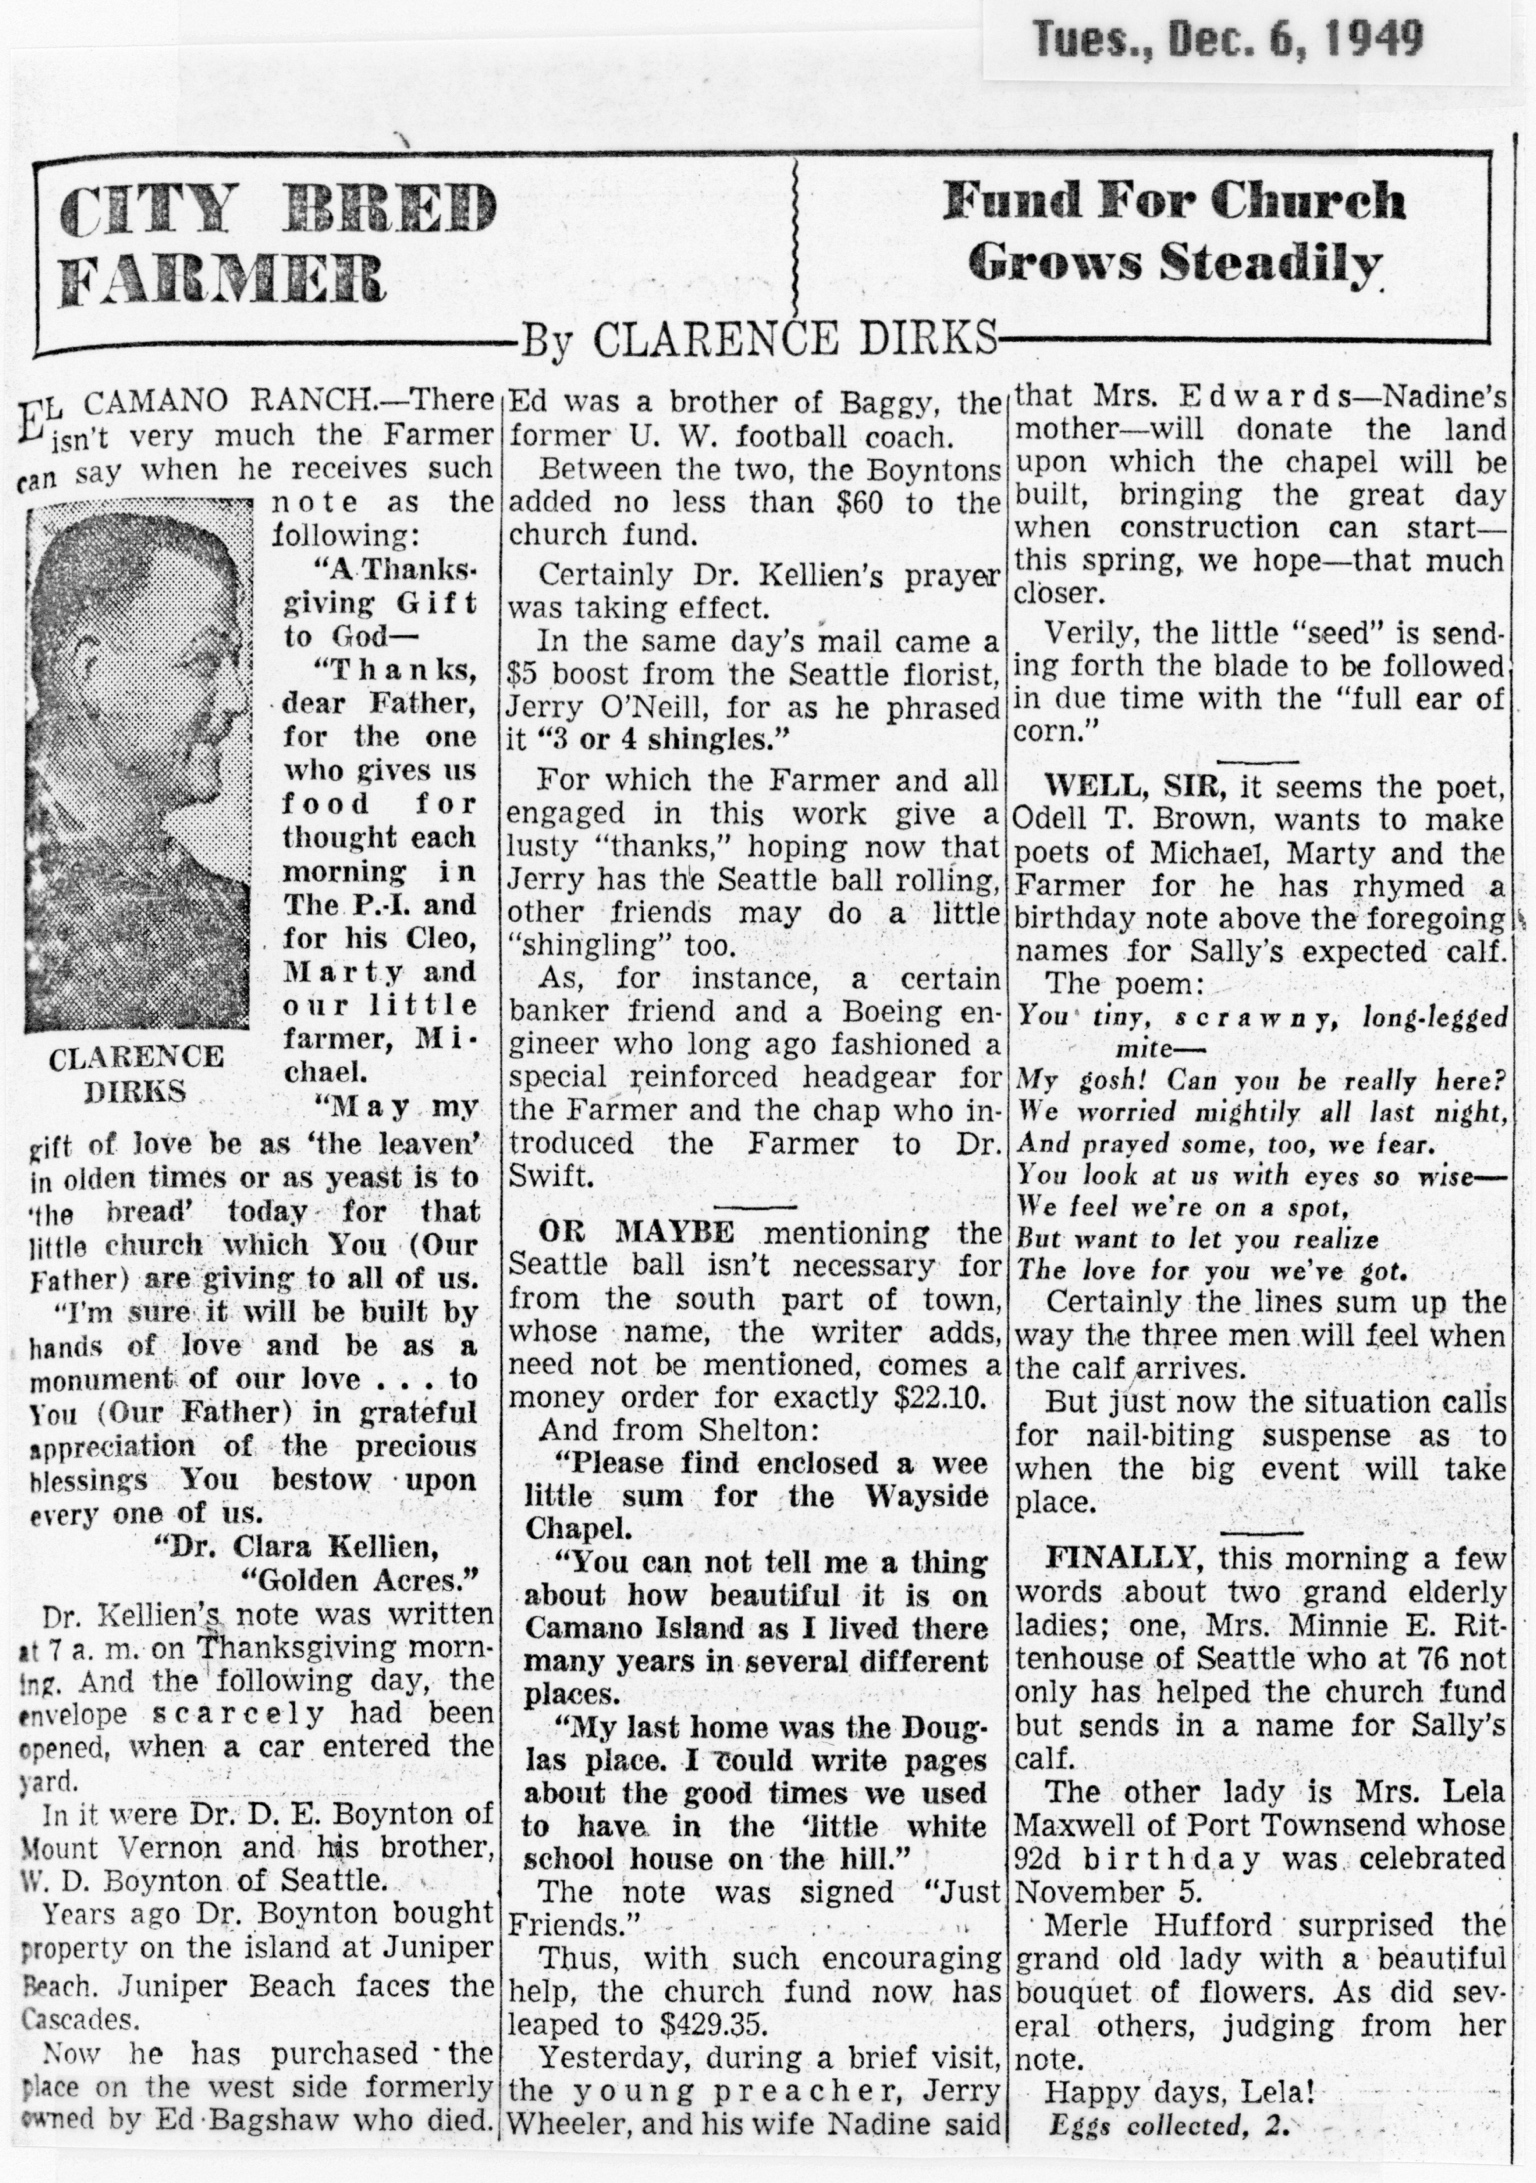 Tues., Dec. 6, 1949
CITY BRED
FARMER
Fund For Church
Grows Steadily
By CLARENCE DIRKS
EL CAMANO RANCH.—There
isn't very much the Farmer
can say when he receives such
note as the
following:
"A Thanks-
giving Gift
to God—
"Thanks,
dear Father,
for the one
who gives us
food for
thought each
morning in
The P.-I. and
for his Cleo,
Marty and
our little
farmer, Mi-
chael.
CLARENCE
DIRKS
"May my
gift of love be as 'the leaven'
in olden times or as yeast is to
'the bread' today for that
little church which You (Our
Father) are giving to all of us.
"I'm sure it will be built by
hands of love and be as a
monument of our love . . . to
You (Our Father) in grateful
appreciation of the precious
blessings You bestow upon
every one of us.
"Dr. Clara Kellien,
"Golden Acres."
Dr. Kellien's note was written
at 7 a. m. on Thanksgiving morn-
ing. And the following day, the
envelope scarcely had been
opened, when a car entered the
yard.
In it were Dr. D. E. Boynton of
Mount Vernon and his brother,
W. D. Boynton of Seattle.
Years ago Dr. Boynton bought
property on the island at Juniper
Beach. Juniper Beach faces the
Cascades.
Now he has purchased the
place on the west side formerly
owned by Ed Bagshaw who died.
Ed was a brother of Baggy, the
former U. W. football coach.
Between the two, the Boyntons
added no less than $60 to the
church fund.
Certainly Dr. Kellien's prayer
was taking effect.
In the same day's mail came a
$5 boost from the Seattle florist,
Jerry O'Neill, for as he phrased
it "3 or 4 shingles."
For which the Farmer and all
engaged in this work give a
lusty "thanks," hoping now that
Jerry has the Seattle ball rolling,
other friends may do a little
"shingling" too.
As, for instance, a certain
banker friend and a Boeing en-
gineer who long ago fashioned a
special reinforced headgear for
the Farmer and the chap who in-
troduced the Farmer to Dr.
Swift.
OR MAYBE mentioning the
Seattle ball isn't necessary for
from the south part of town,
whose name, the writer adds,
need not be mentioned, comes a
money order for exactly $22.10.
And from Shelton:
"Please find enclosed a wee
little sum for the Wayside
Chapel.
"You can not tell me a thing
about how beautiful it is on
Camano Island as I lived there
many years in several different
places.
"My last home was the Doug-
las place. I could write pages
about the good times we used
to have in the 'little white
school house on the hill."
The note was signed "Just
Friends."
Thus, with such encouraging
help, the church fund now has
leaped to $429.35.
Yesterday, during a brief visit,
the young preacher, Jerry
Wheeler, and his wife Nadine said
that Mrs. Edwards—Nadine's
mother—will donate the land
upon which the chapel will be
built, bringing the great day
when construction can start—
this spring, we hope—that much
closer.
Verily, the little "seed" is send-
ing forth the blade to be followed
in due time with the "full ear of
corn."
WELL, SIR, it seems the poet,
Odell T. Brown, wants to make
poets of Michael, Marty and the
Farmer for he has rhymed a
birthday note above the foregoing
names for Sally's expected calf.
The poem:
You tiny, scrawny, long-legged
mite—
My gosh! Can you be really here?
We worried mightily all last night,
And prayed some, too, we fear.
You look at us with eyes so wise—
We feel we're on a spot,
But want to let you realize
The love for you we've got.
Certainly the lines sum up the
way the three men will feel when
the calf arrives.
But just now the situation calls
for nail-biting suspense as to
when the big event will take
place.
FINALLY, this morning a few
words about two grand elderly
ladies; one, Mrs. Minnie E. Rit-
tenhouse of Seattle who at 76 not
only has helped the church fund
but sends in a name for Sally's
calf.
The other lady is Mrs. Lela
Maxwell of Port Townsend whose
92d birthday was celebrated
November 5.
Merle Hufford surprised the
grand old lady with a beautiful
bouquet of flowers. As did sev-
eral others, judging from her
note.
Happy days, Lela!
Eggs collected, 2.